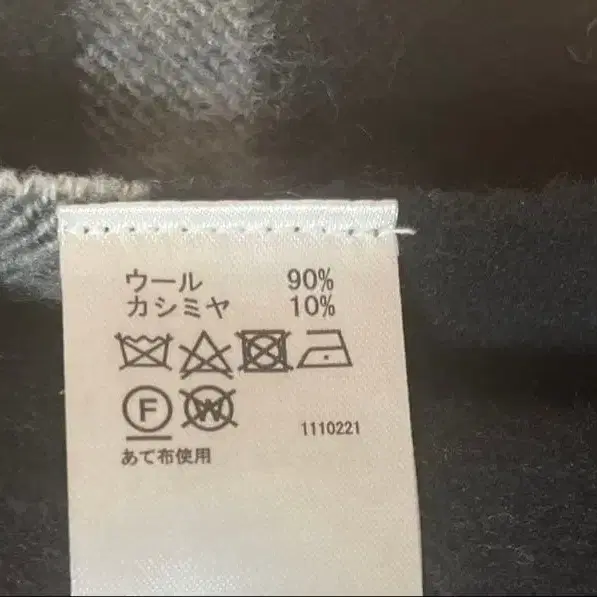 ウール 90%
カシミヤ 10%
F W
1110221
あて布使用